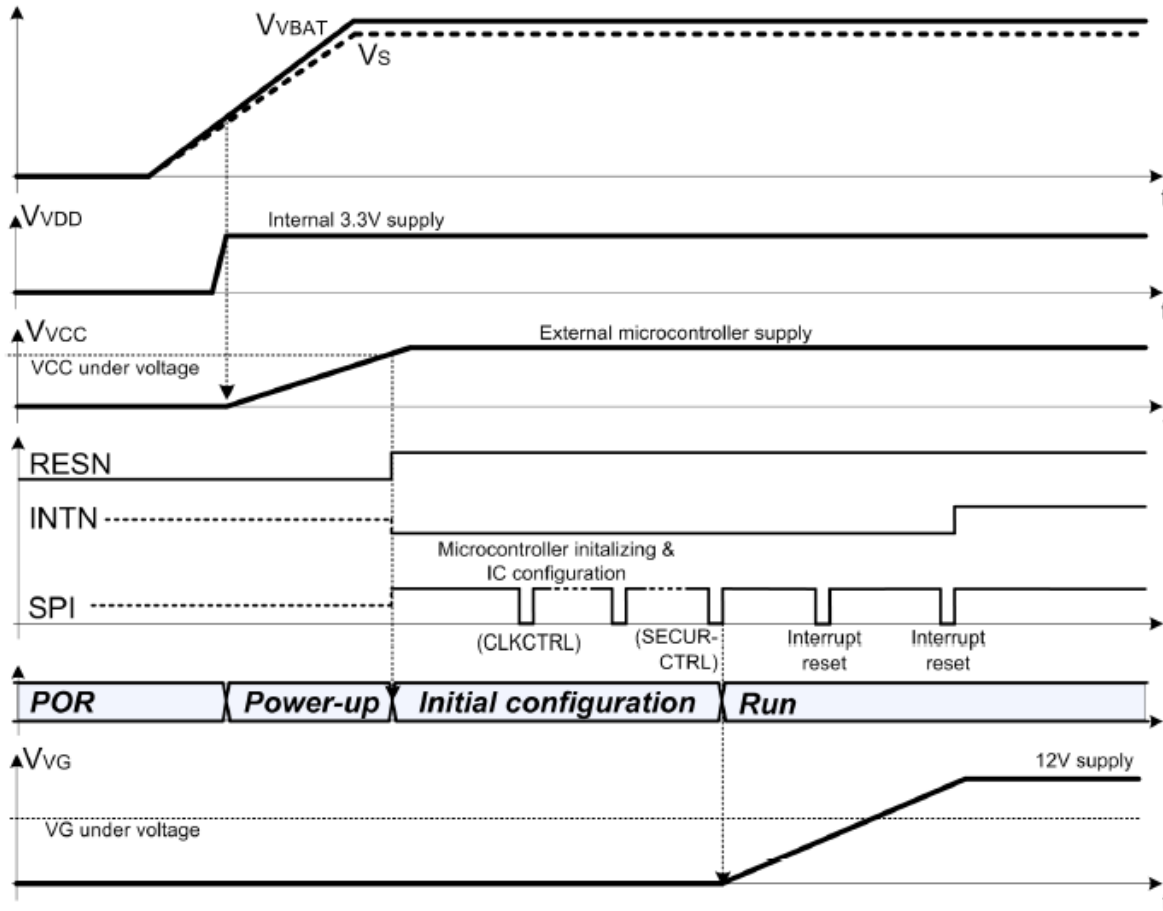 VVBAT
VS
t
VVDD
Internal 3.3V supply
t
VVCC
External microcontroller supply
VCC under voltage
RESN
INTN
Microcontroller initalizing &
IC configuration
SPI
(CLKCTRL)
(SECUR-
CTRL)
Interrupt
reset
Interrupt
reset
POR
Power-up
Initial configuration
Run
VVG
12V supply
VG under voltage